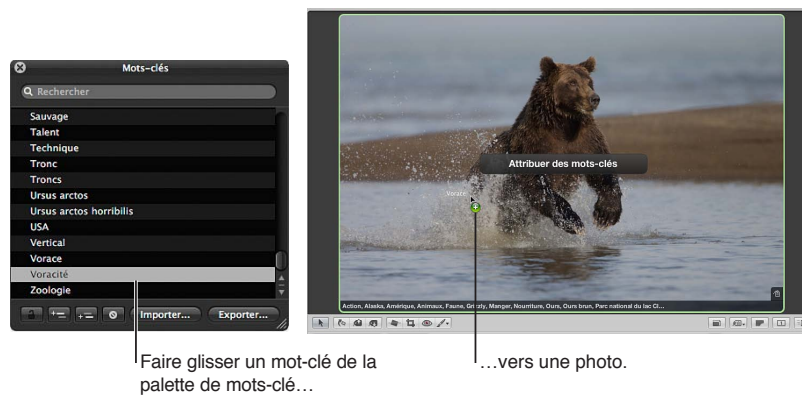 Mots-clés
Rechercher
Sauvage
Talent
Technique
Tronc
Troncs
Ursus arctos
Ursus arctos horribilis
USA
Vertical
Vorace
Voracité
Zoologie
Importer...
Exporter...
Attribuer des mots-clés
Vorace
Action, Alaska, Amérique, Animaux, Faune, Grizzly, Manger, Nourriture, Ours, Ours brun, Parc national du lac Cl...
Faire glisser un mot-clé de la
palette de mots-clé…
…vers une photo.